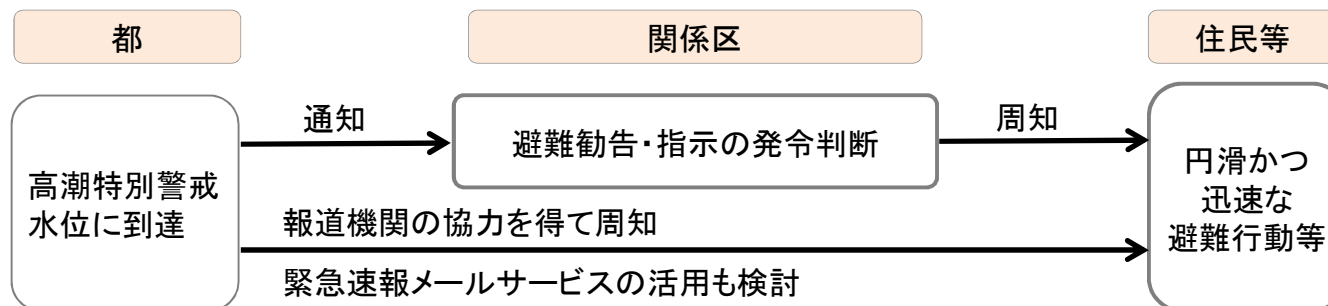 都
関係区
住民等
高潮特別警戒
水位に到達
通知
避難勧告・指示の発令判断
周知
円滑かつ
迅速な
避難行動等
報道機関の協力を得て周知
緊急速報メールサービスの活用も検討